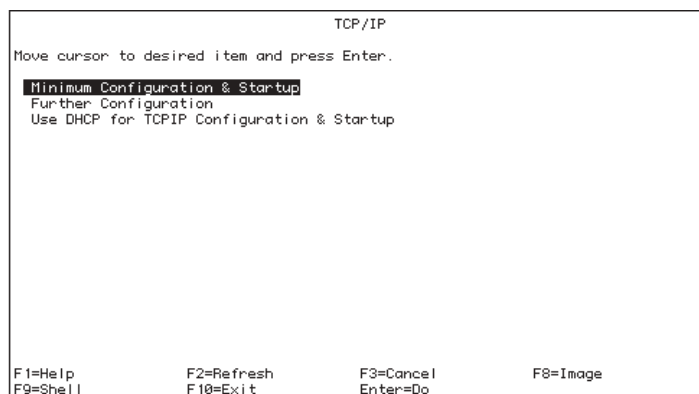 TCP/IP
Move cursor to desired item and press Enter.
Minimum Configuration & Startup
Further Configuration
Use DHCP for TCPIP Configuration & Startup
F1=Help F2=Refresh F3=Cancel F8=Image
F9=Shell F10=Exit Enter=Do